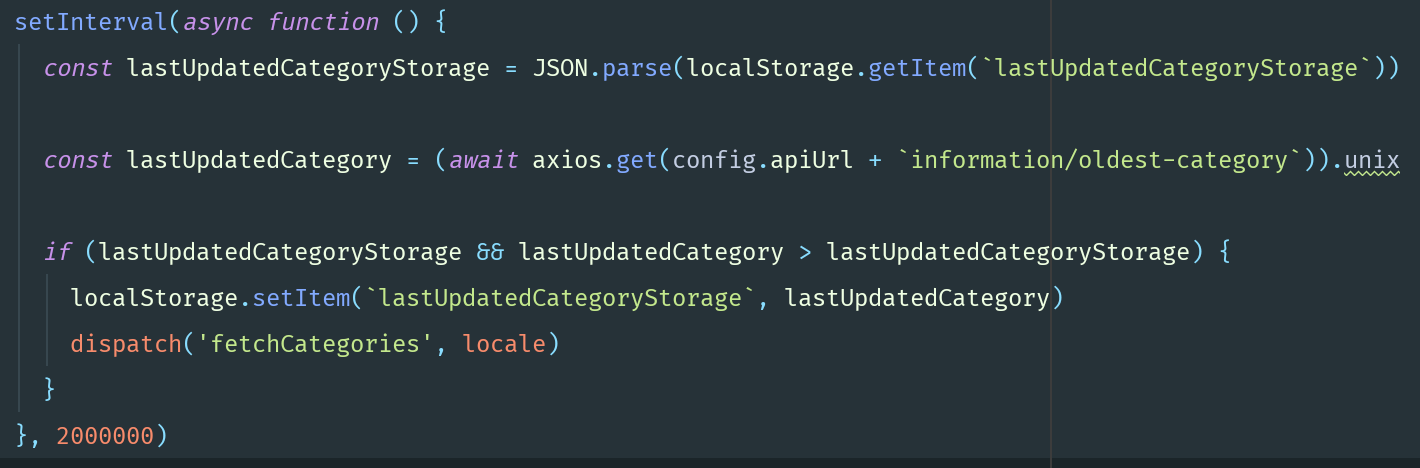 setInterval(async function () {
const lastUpdatedCategoryStorage = JSON.parse(localStorage.getItem(`lastUpdatedCategoryStorage`))
const lastUpdatedCategory = (await axios.get(config.apiUrl + `information/oldest-category`)).unix
if (lastUpdatedCategoryStorage && lastUpdatedCategory > lastUpdatedCategoryStorage) {
localStorage.setItem(`lastUpdatedCategoryStorage`, lastUpdatedCategory)
dispatch('fetchCategories', locale)
}
}, 2000000)